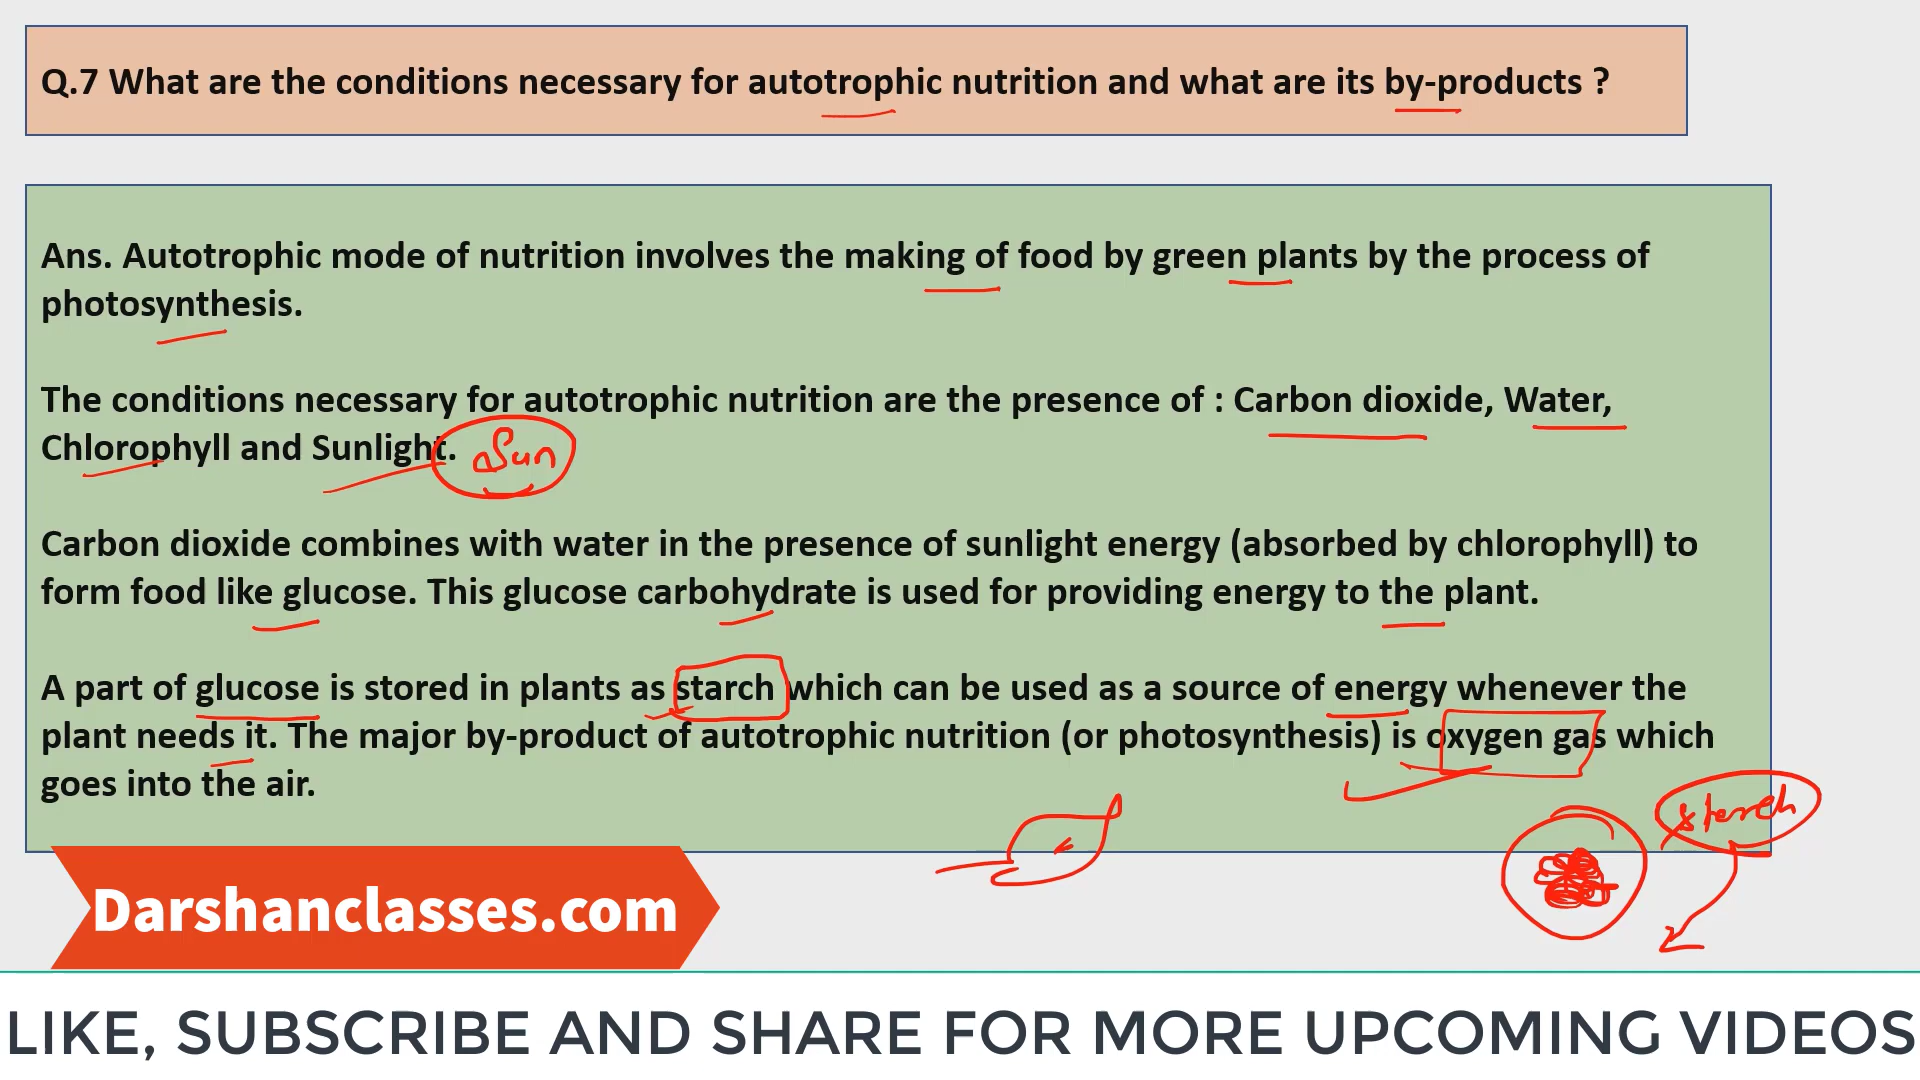 Q.7 What are the conditions necessary for autotrophic nutrition and what are its by-products ?
Ans. Autotrophic mode of nutrition involves the making of food by green plants by the process of
photosynthesis.
The conditions necessary for autotrophic nutrition are the presence of : Carbon dioxide, Water,
Chlorophyll and Sunlight. Sun
Carbon dioxide combines with water in the presence of sunlight energy (absorbed by chlorophyll) to
form food like glucose. This glucose carbohydrate is used for providing energy to the plant.
A part of glucose is stored in plants as starch which can be used as a source of energy whenever the
plant needs it. The major by-product of autotrophic nutrition (or photosynthesis) is oxygen gas which
goes into the air.
starch
Darshanclasses.com
LIKE, SUBSCRIBE AND SHARE FOR MORE UPCOMING VIDEOS